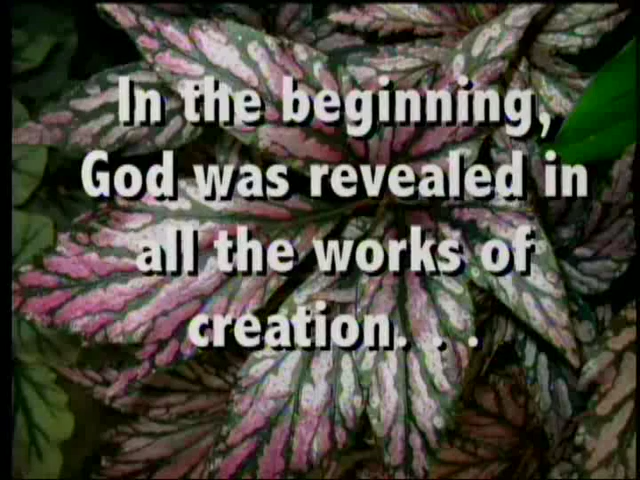 In the beginning,
God was revealed in
all the works of
creation. . .